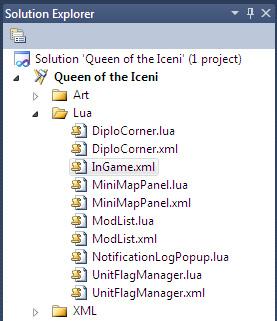 Solution Explorer
Solution 'Queen of the Iceni' (1 project)
Queen of the Iceni
Art
Lua
DiploCorner.lua
DiploCorner.xml
InGame.xml
MiniMapPanel.lua
MiniMapPanel.xml
ModList.lua
ModList.xml
NotificationLogPopup.lua
UnitFlagManager.lua
UnitFlagManager.xml
XML